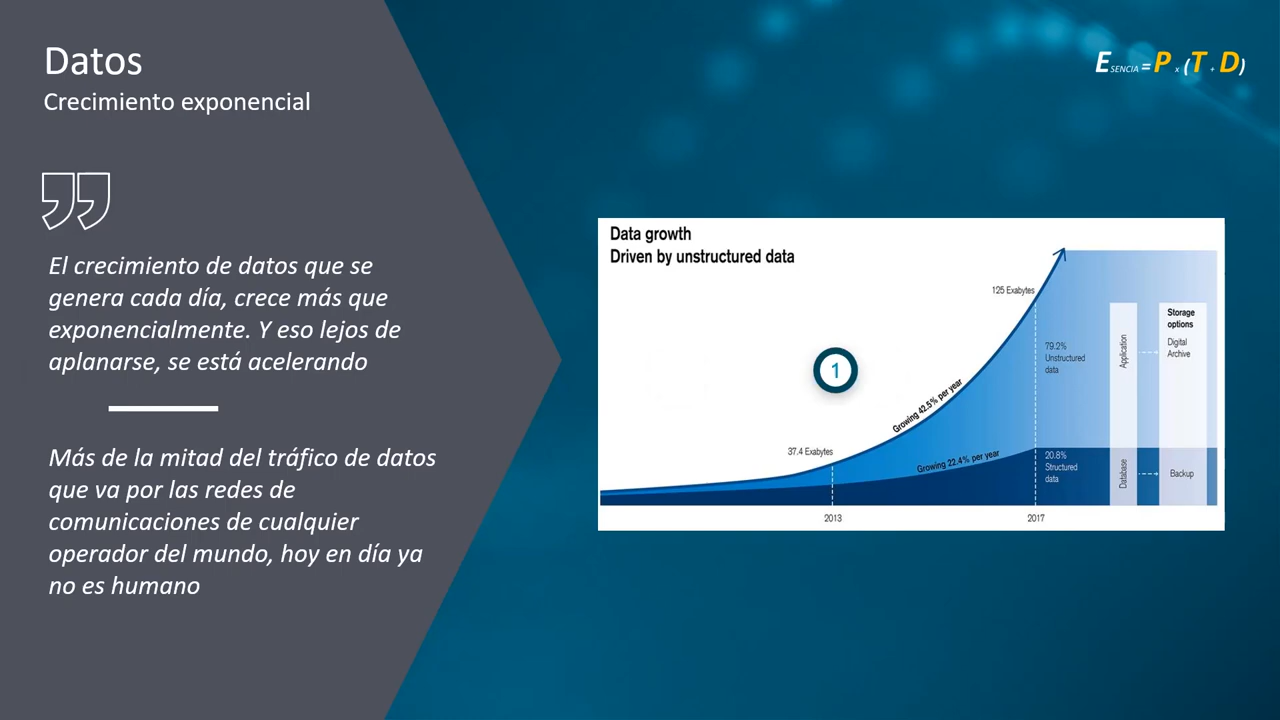 Datos
Crecimiento exponencial
ESENCIA = P x (T + D)
El crecimiento de datos que se
genera cada día, crece más que
exponencialmente. Y eso lejos de
aplanarse, se está acelerando
Más de la mitad del tráfico de datos
que va por las redes de
comunicaciones de cualquier
operador del mundo, hoy en día ya
no es humano
Data growth
Driven by unstructured data
125 Exabytes
Storage
options
Digital
Archive
Application
79.2%
Unstructured
data
1
Growing 42.5% per year
37.4 Exabytes
Growing 22.4% per year
20.8%
Structured
data
Database
Backup
2013
2017